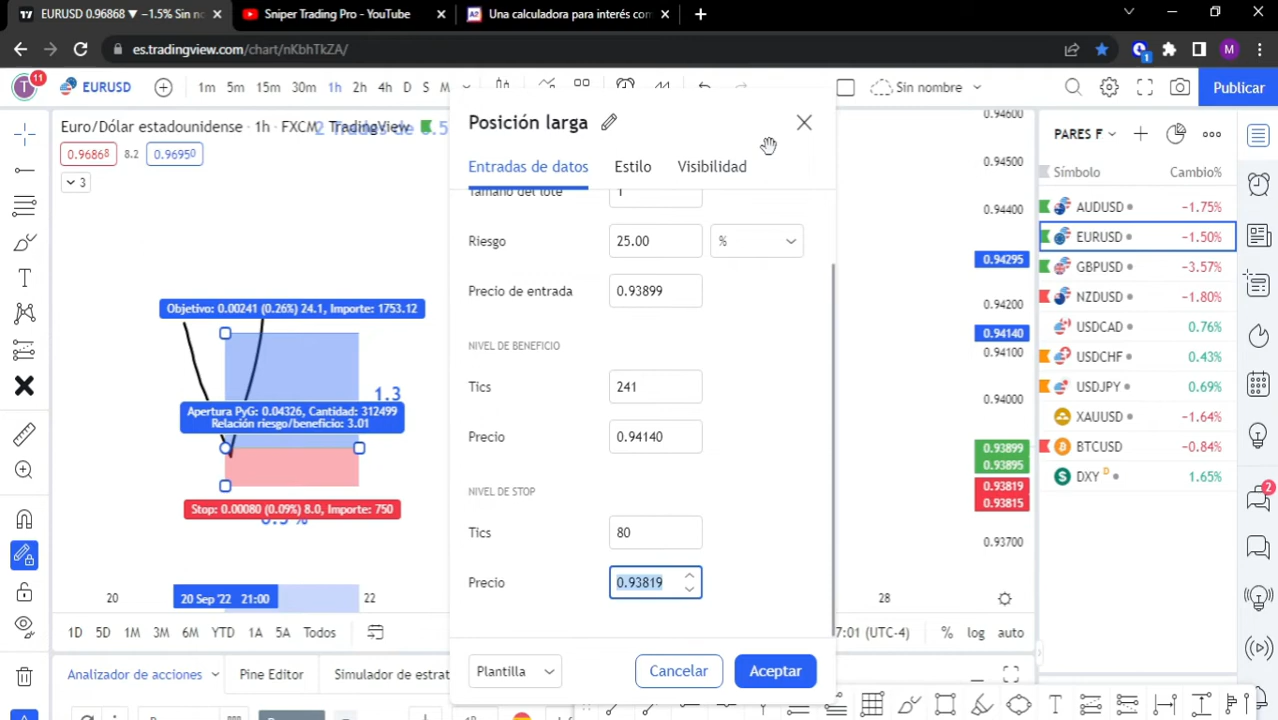 EURUSD 0.96868 ▼ −1.5% Sin n
Sniper Trading Pro - YouTube
Una calculadora para interés com
es.tradingview.com/chart/nKbhTkZA/
M
T
11
EURUSD
1m 5m 15m 30m 1h 2h 4h D S M
Sin nombre
Publicar
Euro/Dólar estadounidense · 1h · FXCM TradingView
0.96868 8.2 0.96950
3
Posición larga
Entradas de datos Estilo Visibilidad
Tamaño del lote 1
Riesgo 25.00 %
Precio de entrada 0.93899
NIVEL DE BENEFICIO
Tics 241
Precio 0.94140
NIVEL DE STOP
Tics 80
Precio 0.93819
Plantilla Cancelar Aceptar
Objetivo: 0.00241 (0.26%) 24.1, Importe: 1753.12
1.3
Apertura PyG: 0.04326, Cantidad: 312499
Relación riesgo/beneficio: 3.01
Stop: 0.00080 (0.09%) 8.0, Importe: 750
20 20 Sep '22 21:00 22 28
0.94600
0.94500
0.94400
0.94295
0.94200
0.94140
0.94100
0.94000
0.93899
0.93895
0.93819
0.93815
0.93700
1D 5D 1M 3M 6M YTD 1A 5A Todos
7:01 (UTC-4) % log auto
Analizador de acciones Pine Editor Simulador de estrat
PARES F
Símbolo Cambio%
AUDUSD −1.75%
EURUSD −1.50%
GBPUSD −3.57%
NZDUSD −1.80%
USDCAD 0.76%
USDCHF 0.43%
USDJPY 0.69%
XAUUSD −1.64%
BTCUSD −0.84%
DXY D 1.65%
2